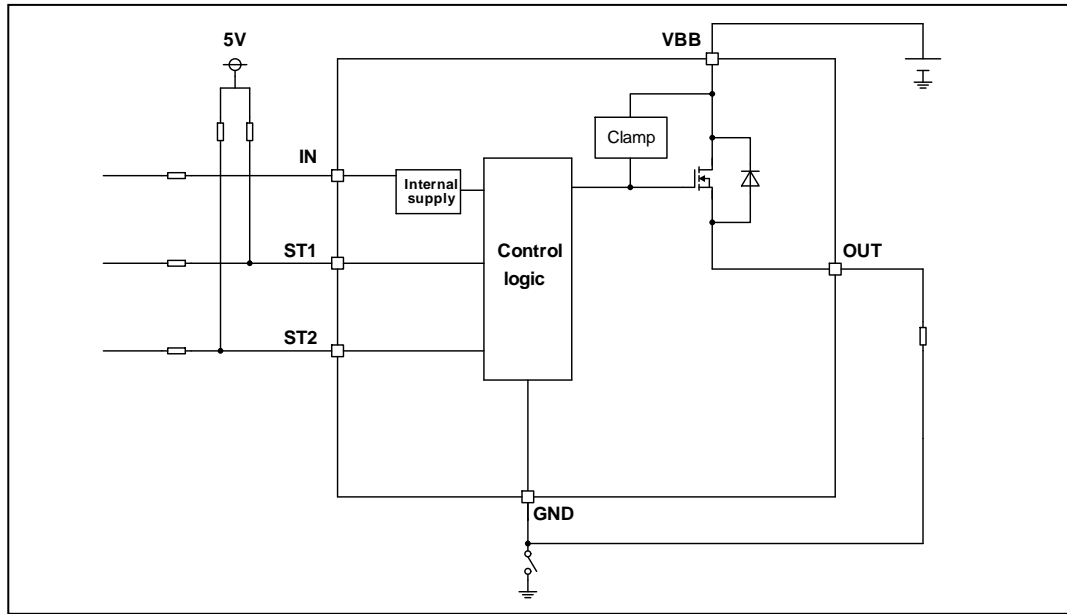 5V
VBB
Clamp
IN
Internal
supply
ST1
Control
logic
OUT
ST2
GND